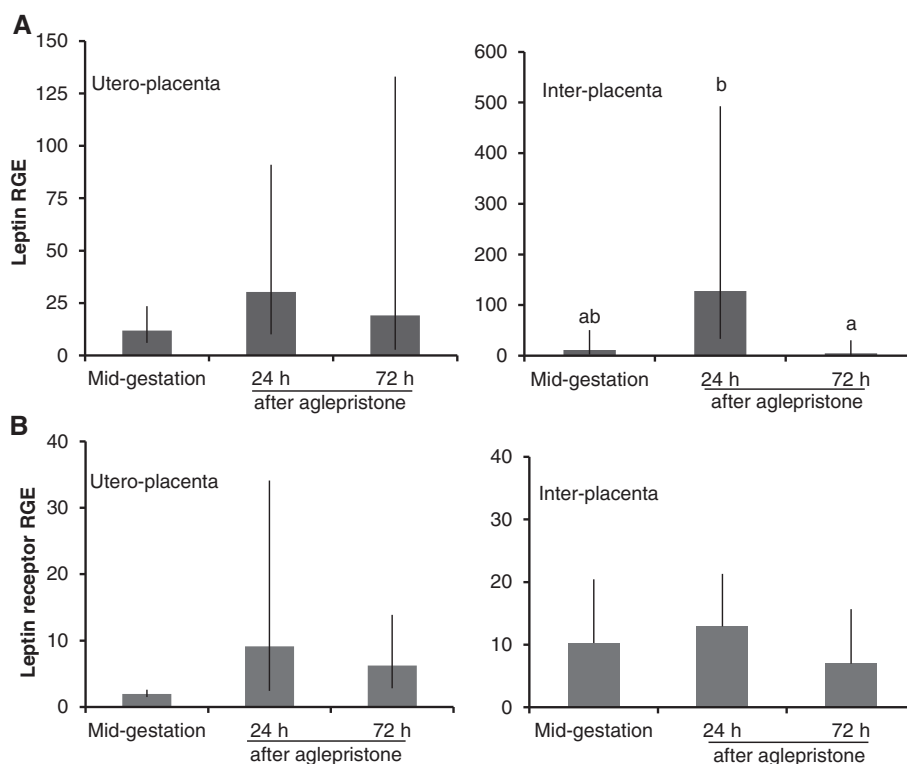 A
Leptin RGE
150
125
100
75
50
25
0
Utero-placenta
Mid-gestation 24 h 72 h
after aglepristone
600
500
400
300
200
100
0
Inter-placenta
ab b a
Mid-gestation 24 h 72 h
after aglepristone
B
Leptin receptor RGE
40
30
20
10
0
Utero-placenta
Mid-gestation 24 h 72 h
after aglepristone
40
30
20
10
0
Inter-placenta
Mid-gestation 24 h 72 h
after aglepristone